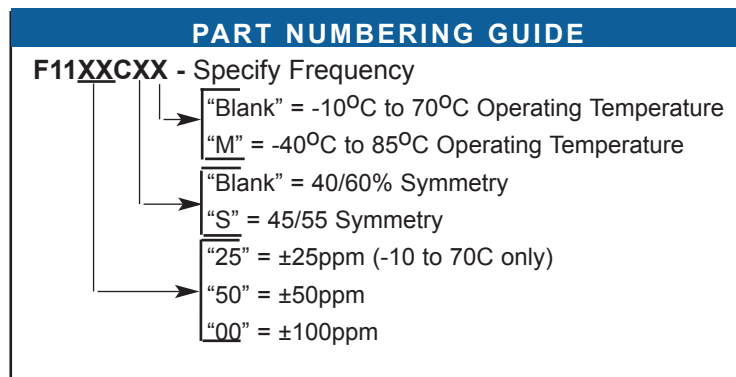 PART NUMBERING GUIDE
F11XXCXX - Specify Frequency
“Blank” = -10ºC to 70ºC Operating Temperature
“M” = -40ºC to 85ºC Operating Temperature
“Blank” = 40/60% Symmetry
“S” = 45/55 Symmetry
“25” = ±25ppm (-10 to 70C only)
“50” = ±50ppm
“00” = ±100ppm